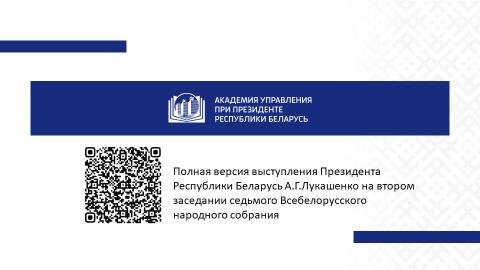 АКАДЕМИЯ УПРАВЛЕНИЯ
ПРИ ПРЕЗИДЕНТЕ
РЕСПУБЛИКИ БЕЛАРУСЬ
Полная версия выступления Президента
Республики Беларусь А.Г.Лукашенко на втором
заседании седьмого Всебелорусского
народного собрания